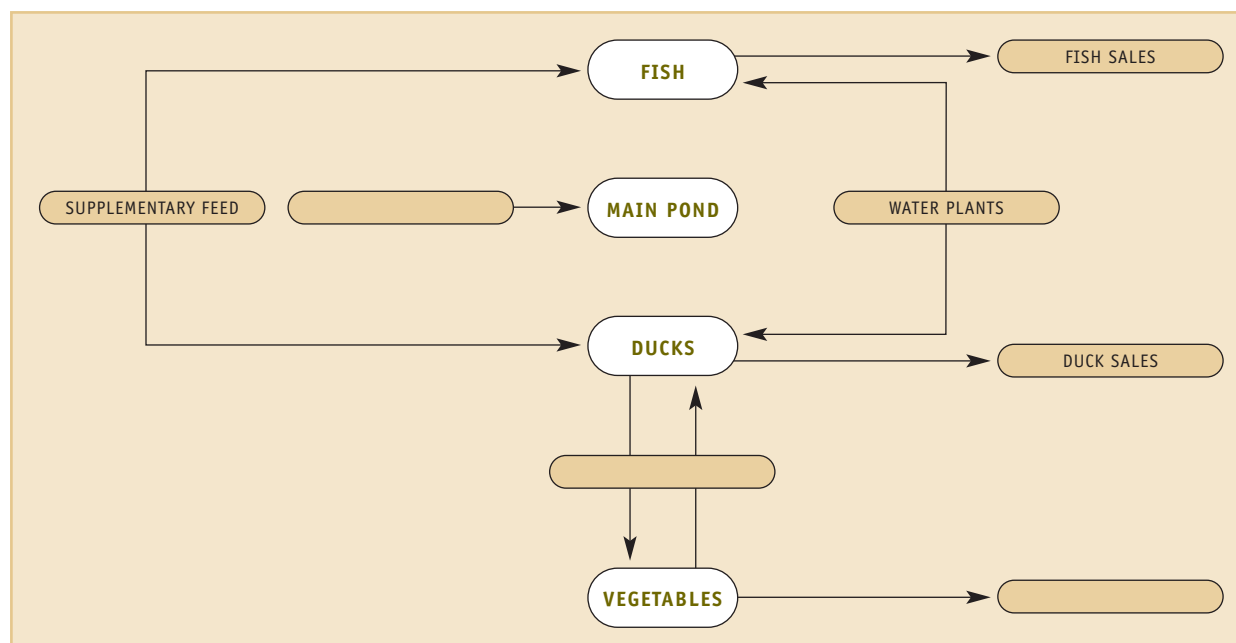 FISH
FISH SALES
SUPPLEMENTARY FEED
MAIN POND
WATER PLANTS
DUCKS
DUCK SALES
VEGETABLES